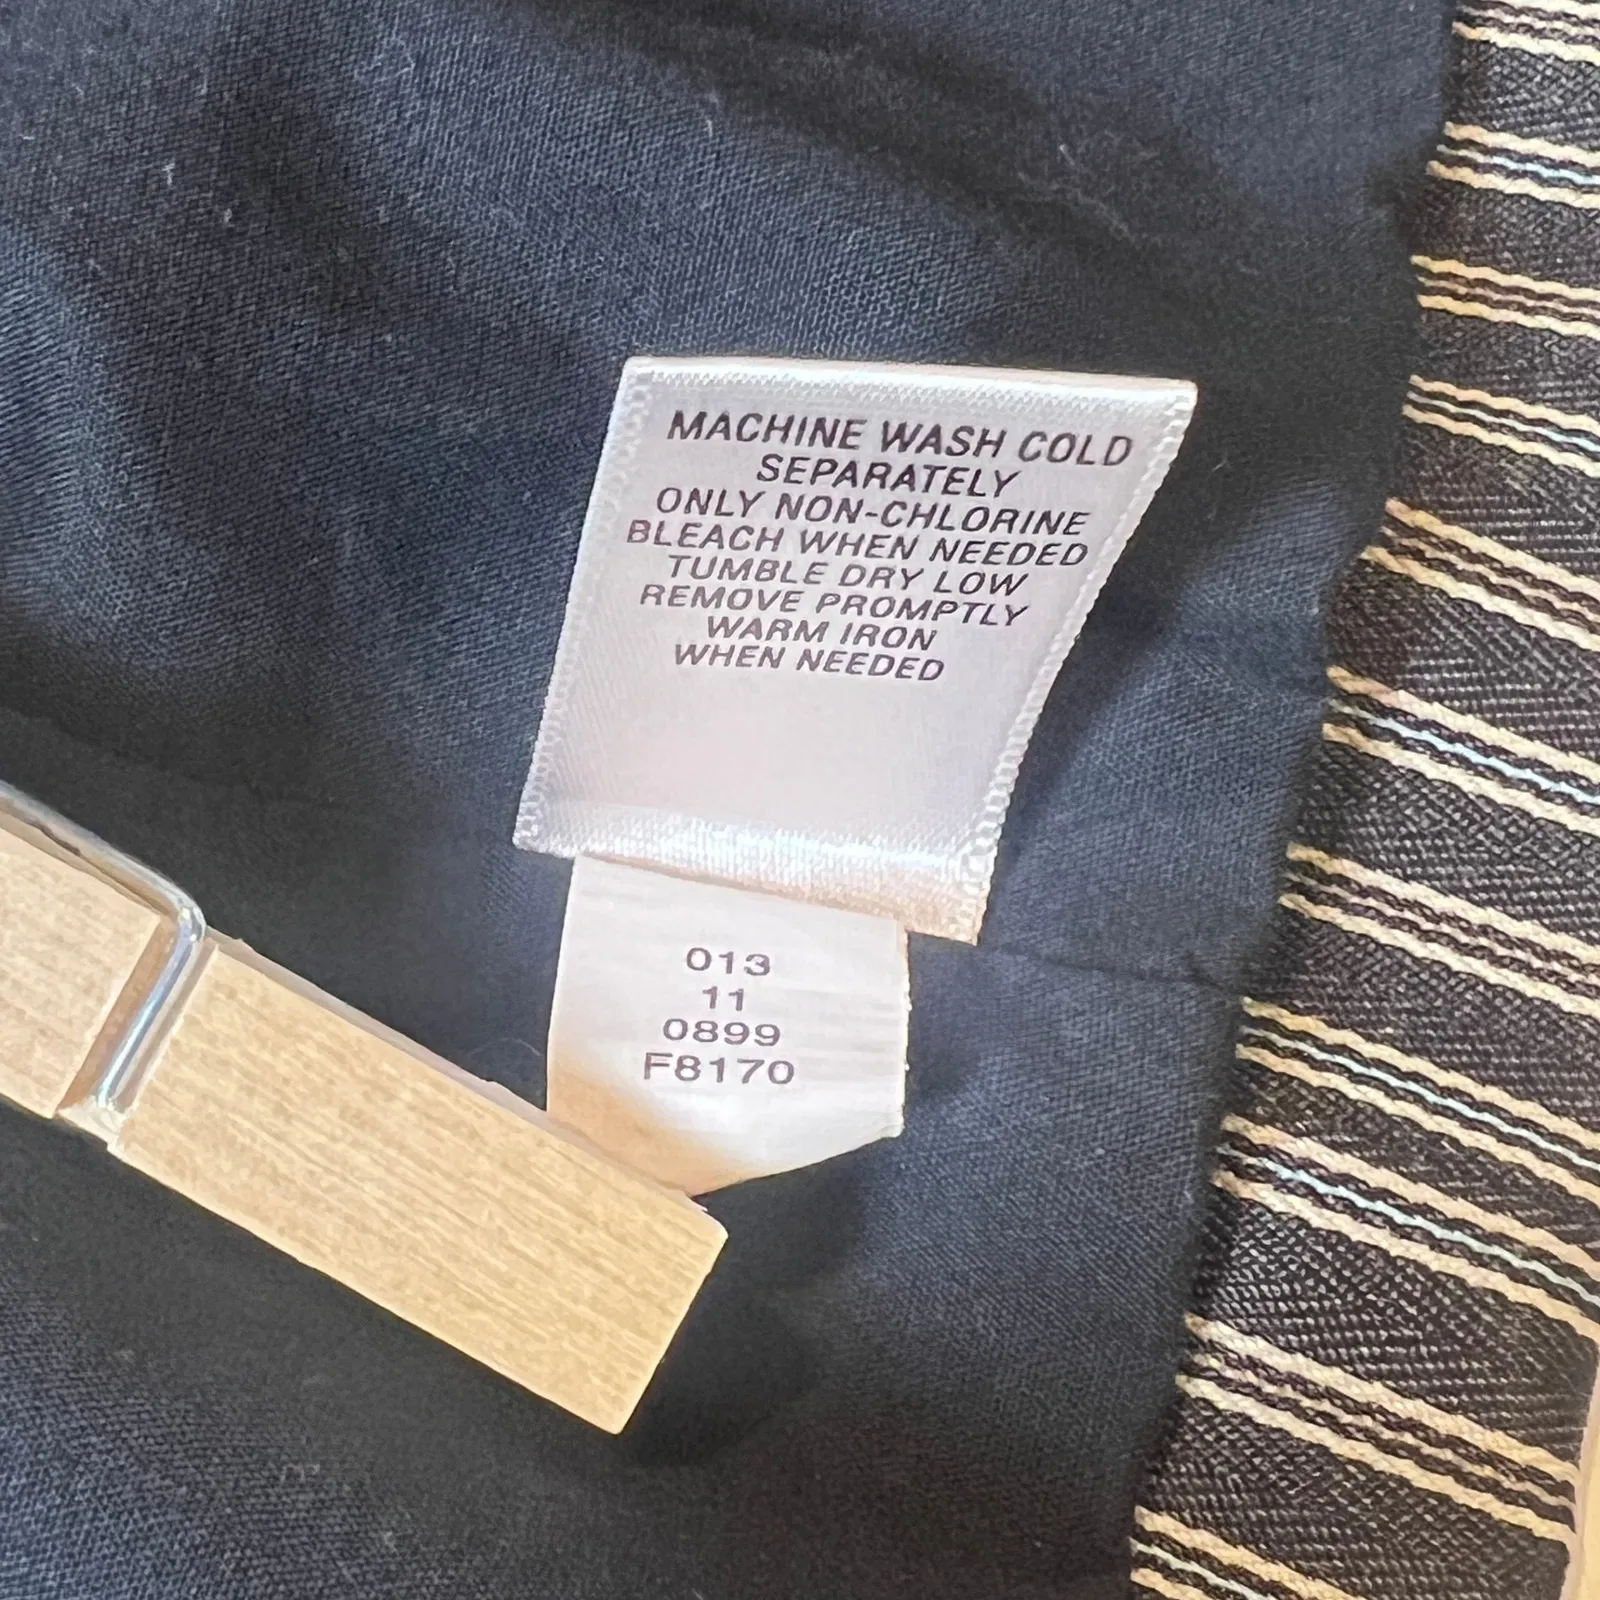 MACHINE WASH COLD
SEPARATELY
ONLY NON-CHLORINE
BLEACH WHEN NEEDED
TUMBLE DRY LOW
REMOVE PROMPTLY
WARM IRON
WHEN NEEDED
013
11
0899
F8170